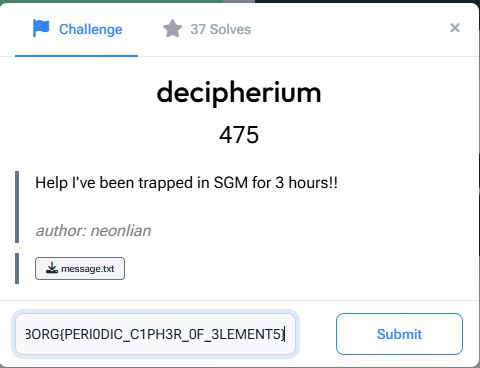 Challenge
37 Solves
×
decipherium
475
Help I've been trapped in SGM for 3 hours!!
author: neonlian
message.txt
BORG{PERI0DIC_C1PH3R_0F_3LEMENT5}
Submit